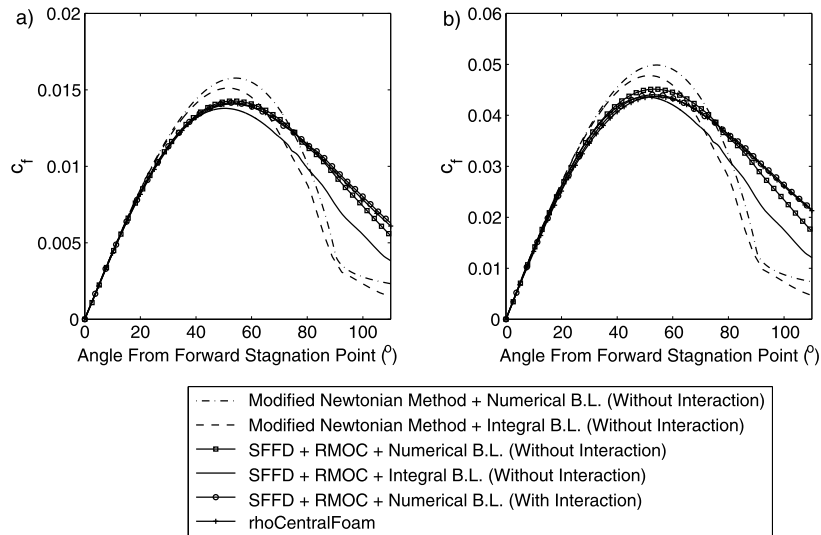 a)
0.02
0.015
0.01
0.005
0
c_f
0 20 40 60 80 100
Angle From Forward Stagnation Point (°)
b)
0.06
0.05
0.04
0.03
0.02
0.01
0
c_f
0 20 40 60 80 100
Angle From Forward Stagnation Point (°)
Modified Newtonian Method + Numerical B.L. (Without Interaction)
Modified Newtonian Method + Integral B.L. (Without Interaction)
SFFD + RMOC + Numerical B.L. (Without Interaction)
SFFD + RMOC + Integral B.L. (Without Interaction)
SFFD + RMOC + Numerical B.L. (With Interaction)
rhoCentralFoam